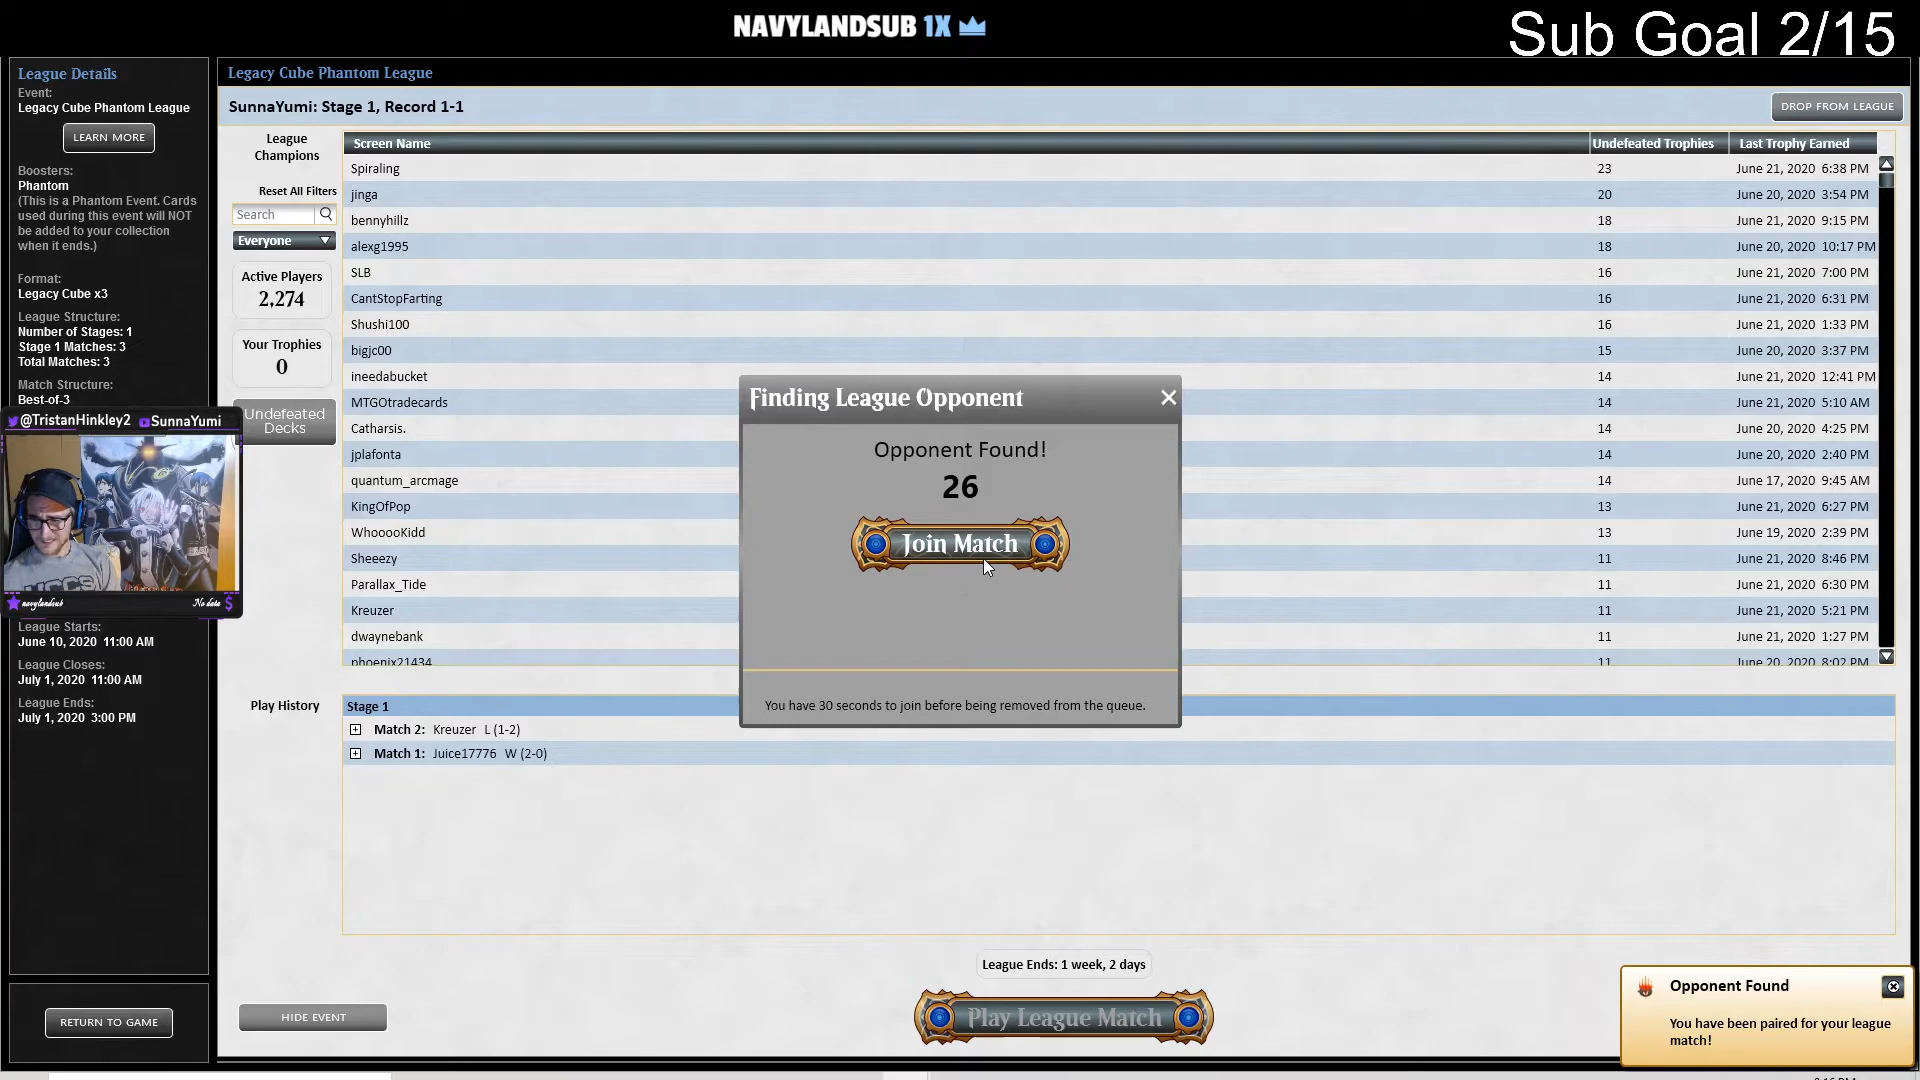 NAVYLANDSUB 1X
Sub Goal 2/15
League Details
Event:
Legacy Cube Phantom League
LEARN MORE
Boosters:
Phantom
(This is a Phantom Event. Cards
used during this event will NOT
be added to your collection
when it ends.)
Format:
Legacy Cube x3
League Structure:
Number of Stages: 1
Stage 1 Matches: 3
Total Matches: 3
Match Structure:
Best-of-3
@TristanHinkley2 SunnaYumi
navylandsub No data $
League Starts:
June 10, 2020 11:00 AM
League Closes:
July 1, 2020 11:00 AM
League Ends:
July 1, 2020 3:00 PM
RETURN TO GAME
Legacy Cube Phantom League
SunnaYumi: Stage 1, Record 1-1
DROP FROM LEAGUE
League
Champions
Reset All Filters
Search
Everyone
Active Players
2,274
Your Trophies
0
Undefeated
Decks
Screen Name Undefeated Trophies Last Trophy Earned
Spiraling 23 June 21, 2020 6:38 PM
jinga 20 June 20, 2020 3:54 PM
bennyhillz 18 June 21, 2020 9:15 PM
alexg1995 18 June 20, 2020 10:17 PM
SLB 16 June 21, 2020 7:00 PM
CantStopFarting 16 June 21, 2020 6:31 PM
Shushi100 16 June 21, 2020 1:33 PM
bigjc00 15 June 20, 2020 3:37 PM
ineedabucket 14 June 21, 2020 12:41 PM
MTGOtradecards 14 June 21, 2020 5:10 AM
Catharsis. 14 June 20, 2020 4:25 PM
jplafonta 14 June 20, 2020 2:40 PM
quantum_arcmage 14 June 17, 2020 9:45 AM
KingOfPop 13 June 21, 2020 6:27 PM
WhooooKidd 13 June 19, 2020 2:39 PM
Sheeezy 11 June 21, 2020 8:46 PM
Parallax_Tide 11 June 21, 2020 6:30 PM
Kreuzer 11 June 21, 2020 5:21 PM
dwaynebank 11 June 21, 2020 1:27 PM
phoenix21434 11 June 20, 2020 8:02 PM
Finding League Opponent
Opponent Found!
26
Join Match
You have 30 seconds to join before being removed from the queue.
Play History
Stage 1
Match 2: Kreuzer L (1-2)
Match 1: Juice17776 W (2-0)
League Ends: 1 week, 2 days
HIDE EVENT
Play League Match
Opponent Found
You have been paired for your league
match!